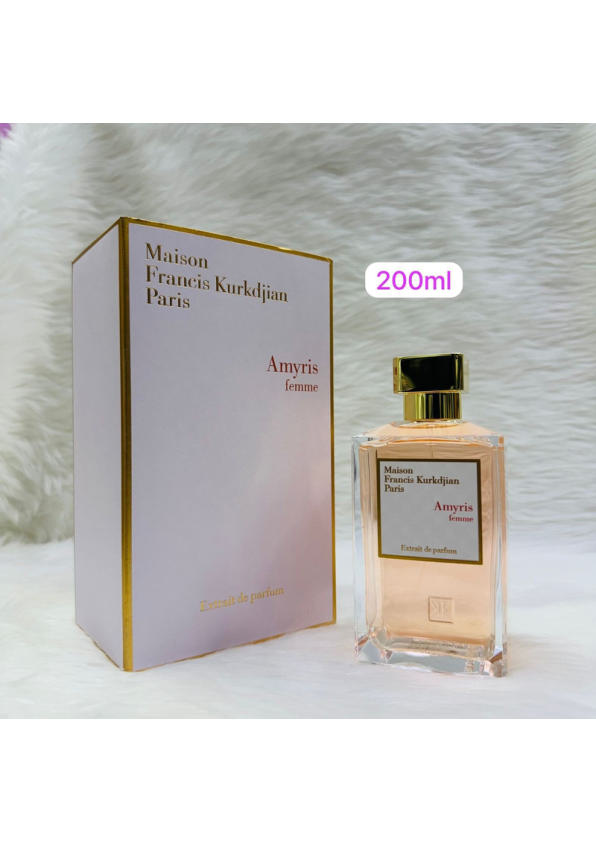 Maison
Francis Kurkdjian
Paris
Amyris
femme
Extrait de parfum
200ml
Maison
Francis Kurkdjian
Paris
Amyris
femme
Extrait de parfum